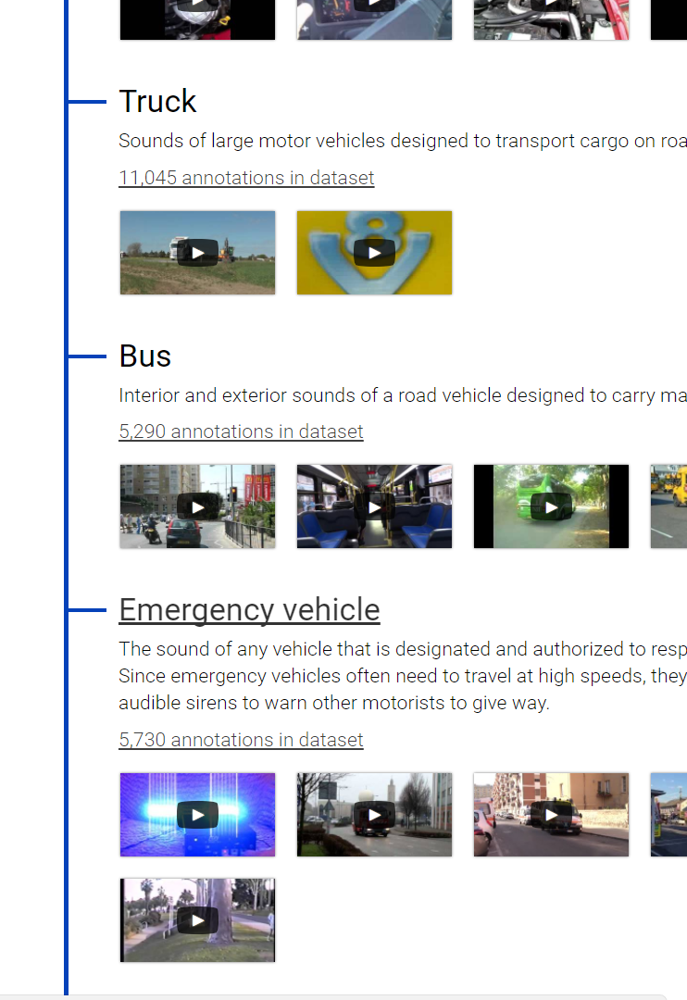 Truck
Sounds of large motor vehicles designed to transport cargo on roa
11,045 annotations in dataset
8
V
Bus
Interior and exterior sounds of a road vehicle designed to carry ma
5,290 annotations in dataset
Emergency vehicle
The sound of any vehicle that is designated and authorized to resp
Since emergency vehicles often need to travel at high speeds, they
audible sirens to warn other motorists to give way.
5,730 annotations in dataset